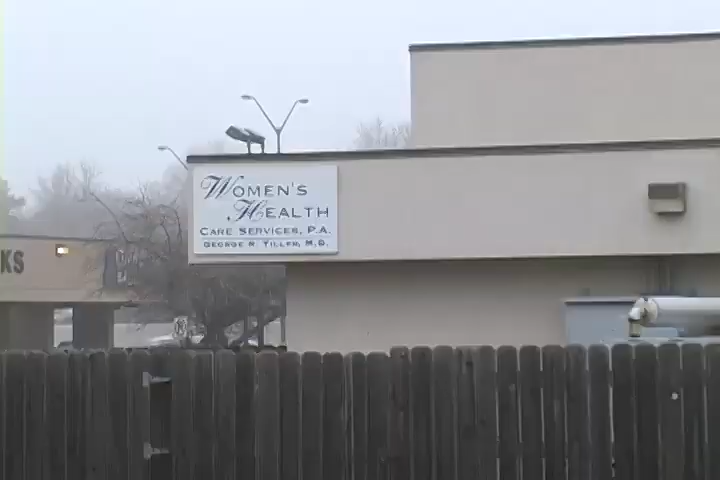 Women's
Health
Care Services, P.A.
George R. Tiller, M.D.
KS